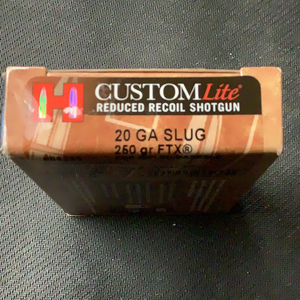 H CUSTOM Lite®
REDUCED RECOIL SHOTGUN
20 GA SLUG
250 gr FTX®